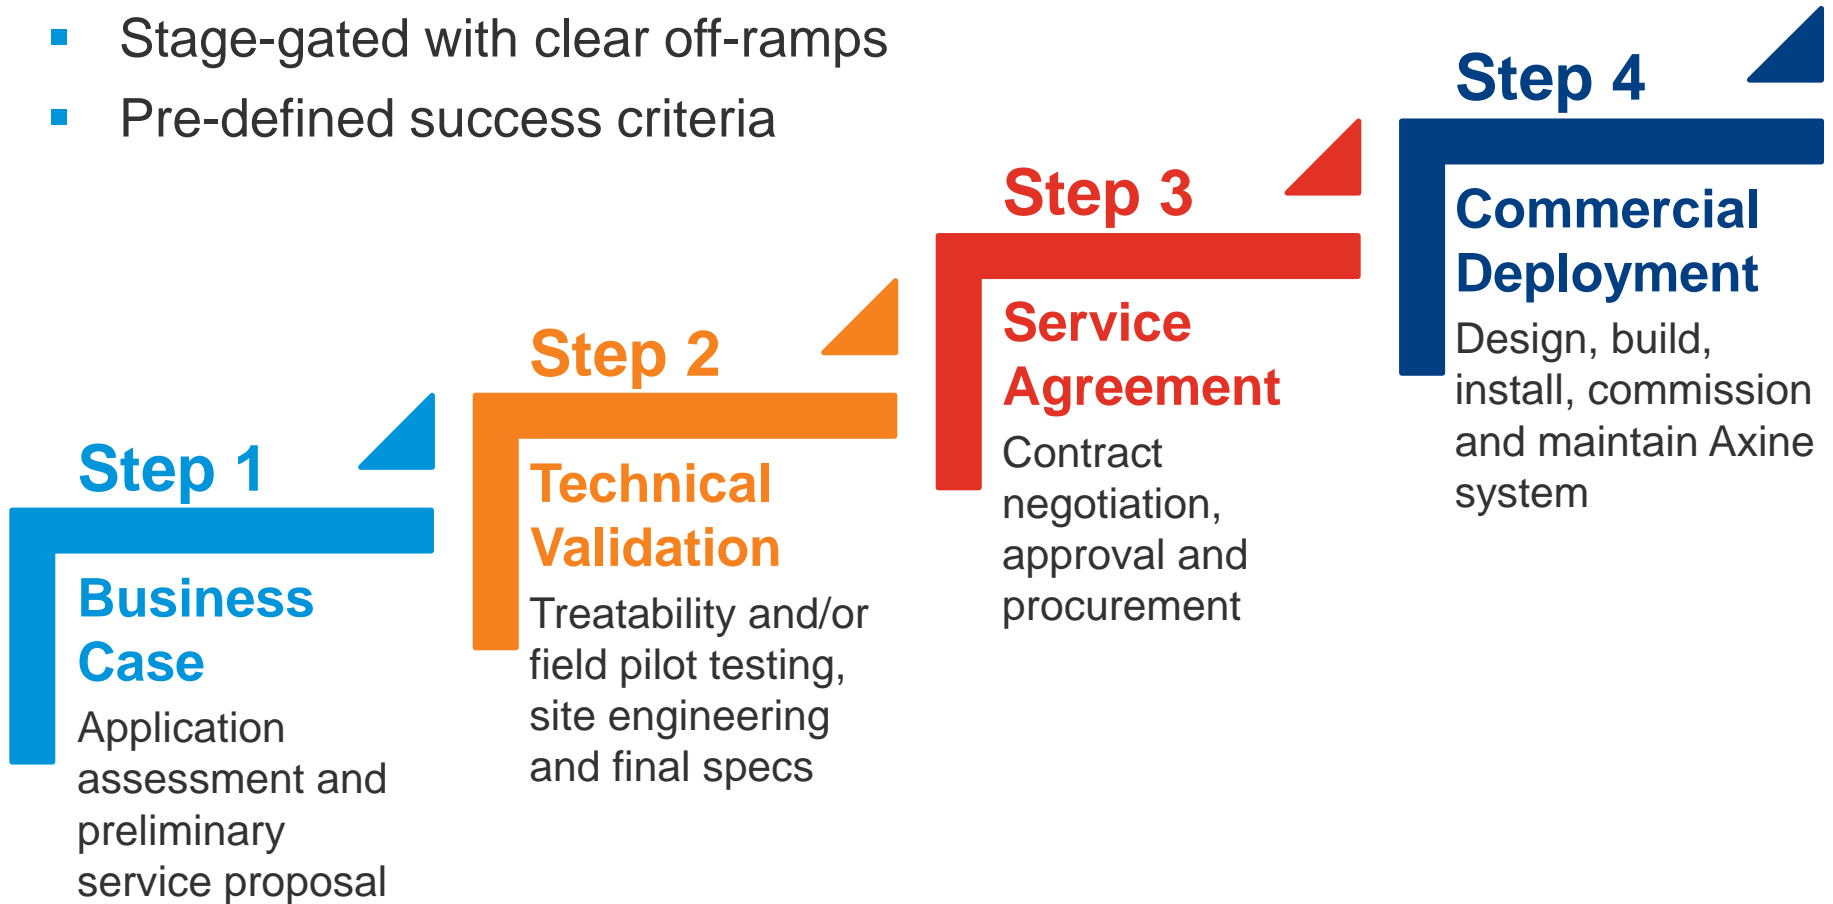 Stage-gated with clear off-ramps
Pre-defined success criteria
Step 1
Business
Case
Application
assessment and
preliminary
service proposal
Step 2
Technical
Validation
Treatability and/or
field pilot testing,
site engineering
and final specs
Step 3
Service
Agreement
Contract
negotiation,
approval and
procurement
Step 4
Commercial
Deployment
Design, build,
install, commission
and maintain Axine
system